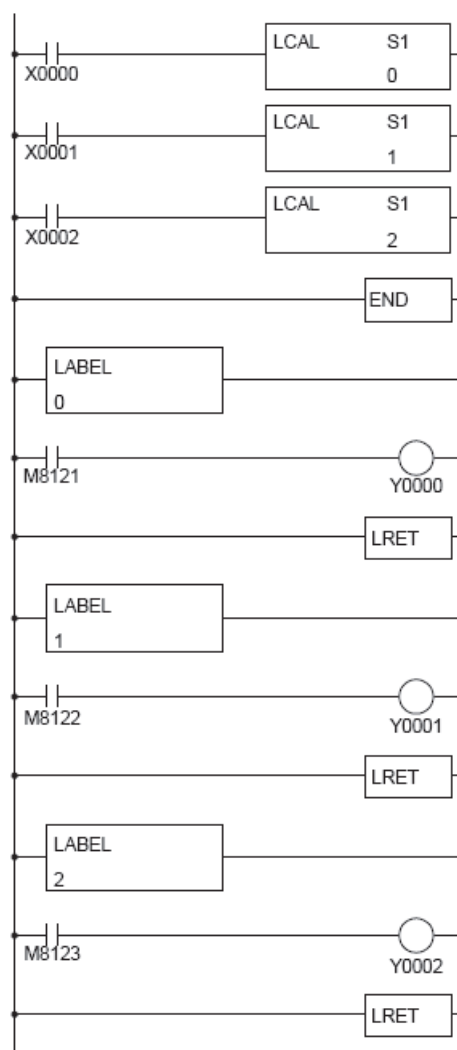 LCAL S1
X0000 0
LCAL S1
X0001 1
LCAL S1
X0002 2
END
LABEL
0
M8121 Y0000
LRET
LABEL
1
M8122 Y0001
LRET
LABEL
2
M8123 Y0002
LRET